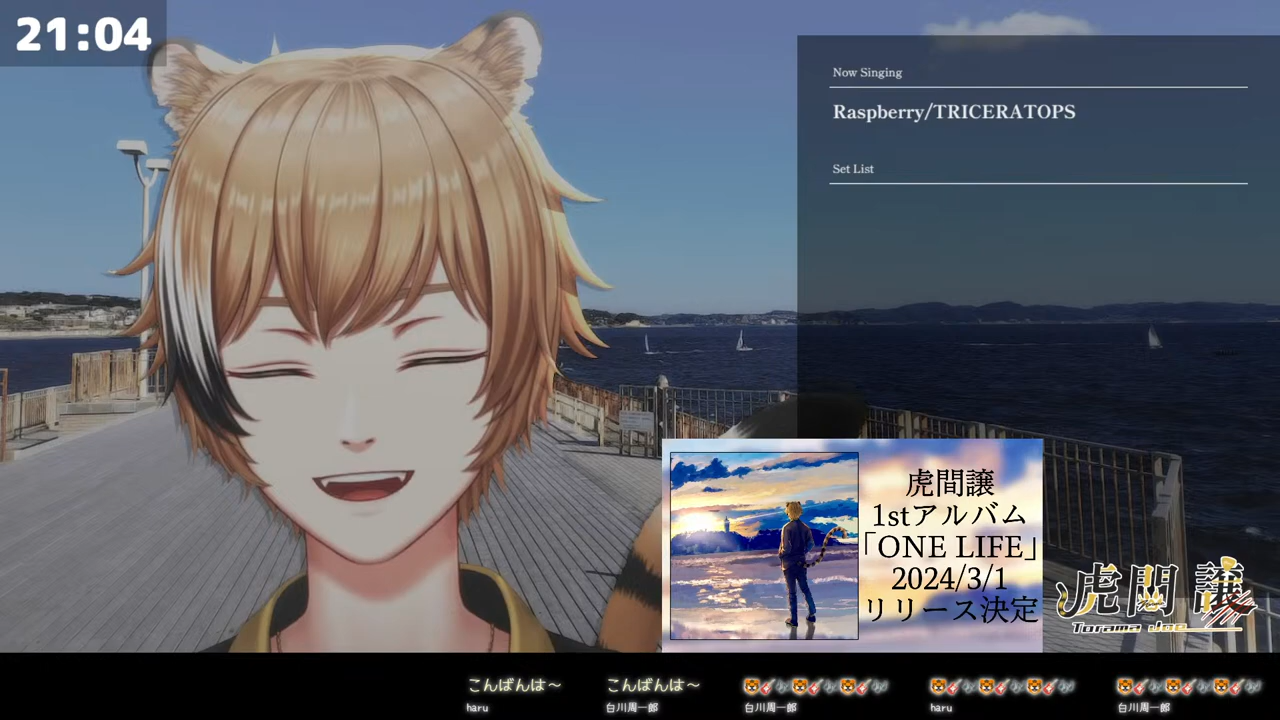 21:04
Now Singing
Raspberry/TRICERATOPS
Set List
虎間譲
1stアルバム
「ONE LIFE」
2024/3/1
リリース決定
虎間譲
Torama Joe
こんばんは～
haru
こんばんは～
白川周一郎
🐯🎸🎶🐯🎸🎶🐯🎸🎶
白川周一郎
🐯🎸🎶🐯🎸🎶🐯🎸🎶
haru
🐯🎸🎶🐯🎸🎶🐯🎸🎶
白川周一郎